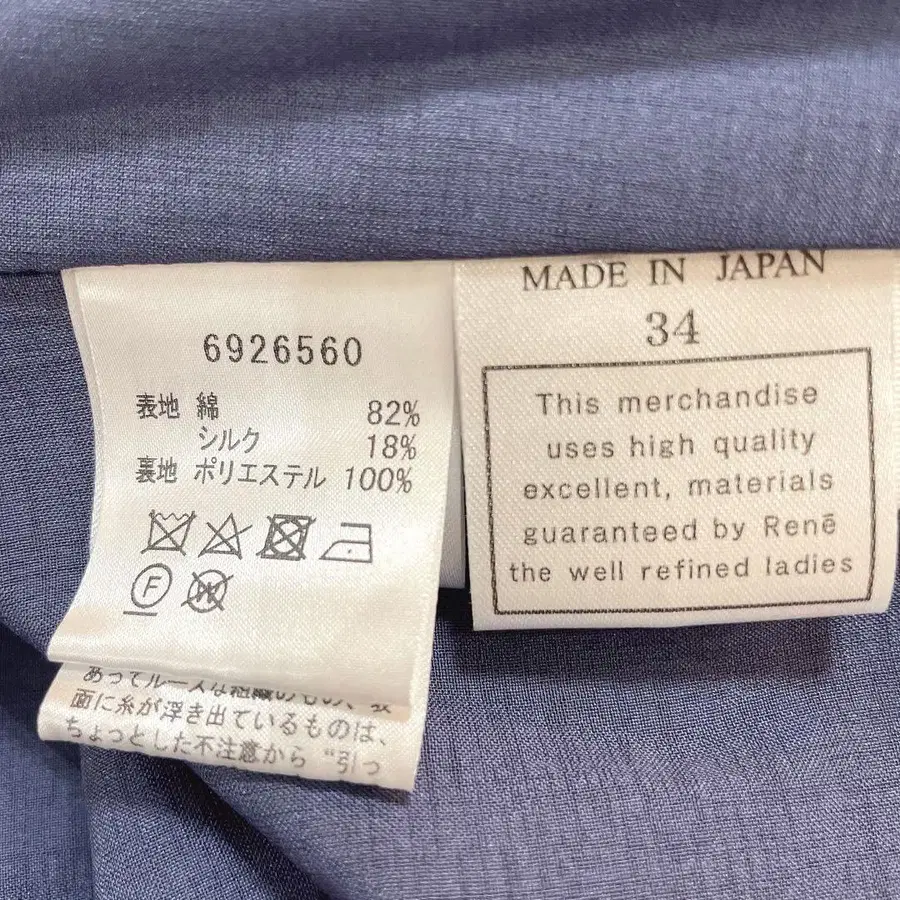 6926560
表地 綿 82%
シルク 18%
裏地 ポリエステル 100%
F
W
面に糸が浮き出ているものは、
ちょっとした不注意から “引っ
MADE IN JAPAN
34
This merchandise
uses high quality
excellent, materials
guaranteed by Renē
the well refined ladies